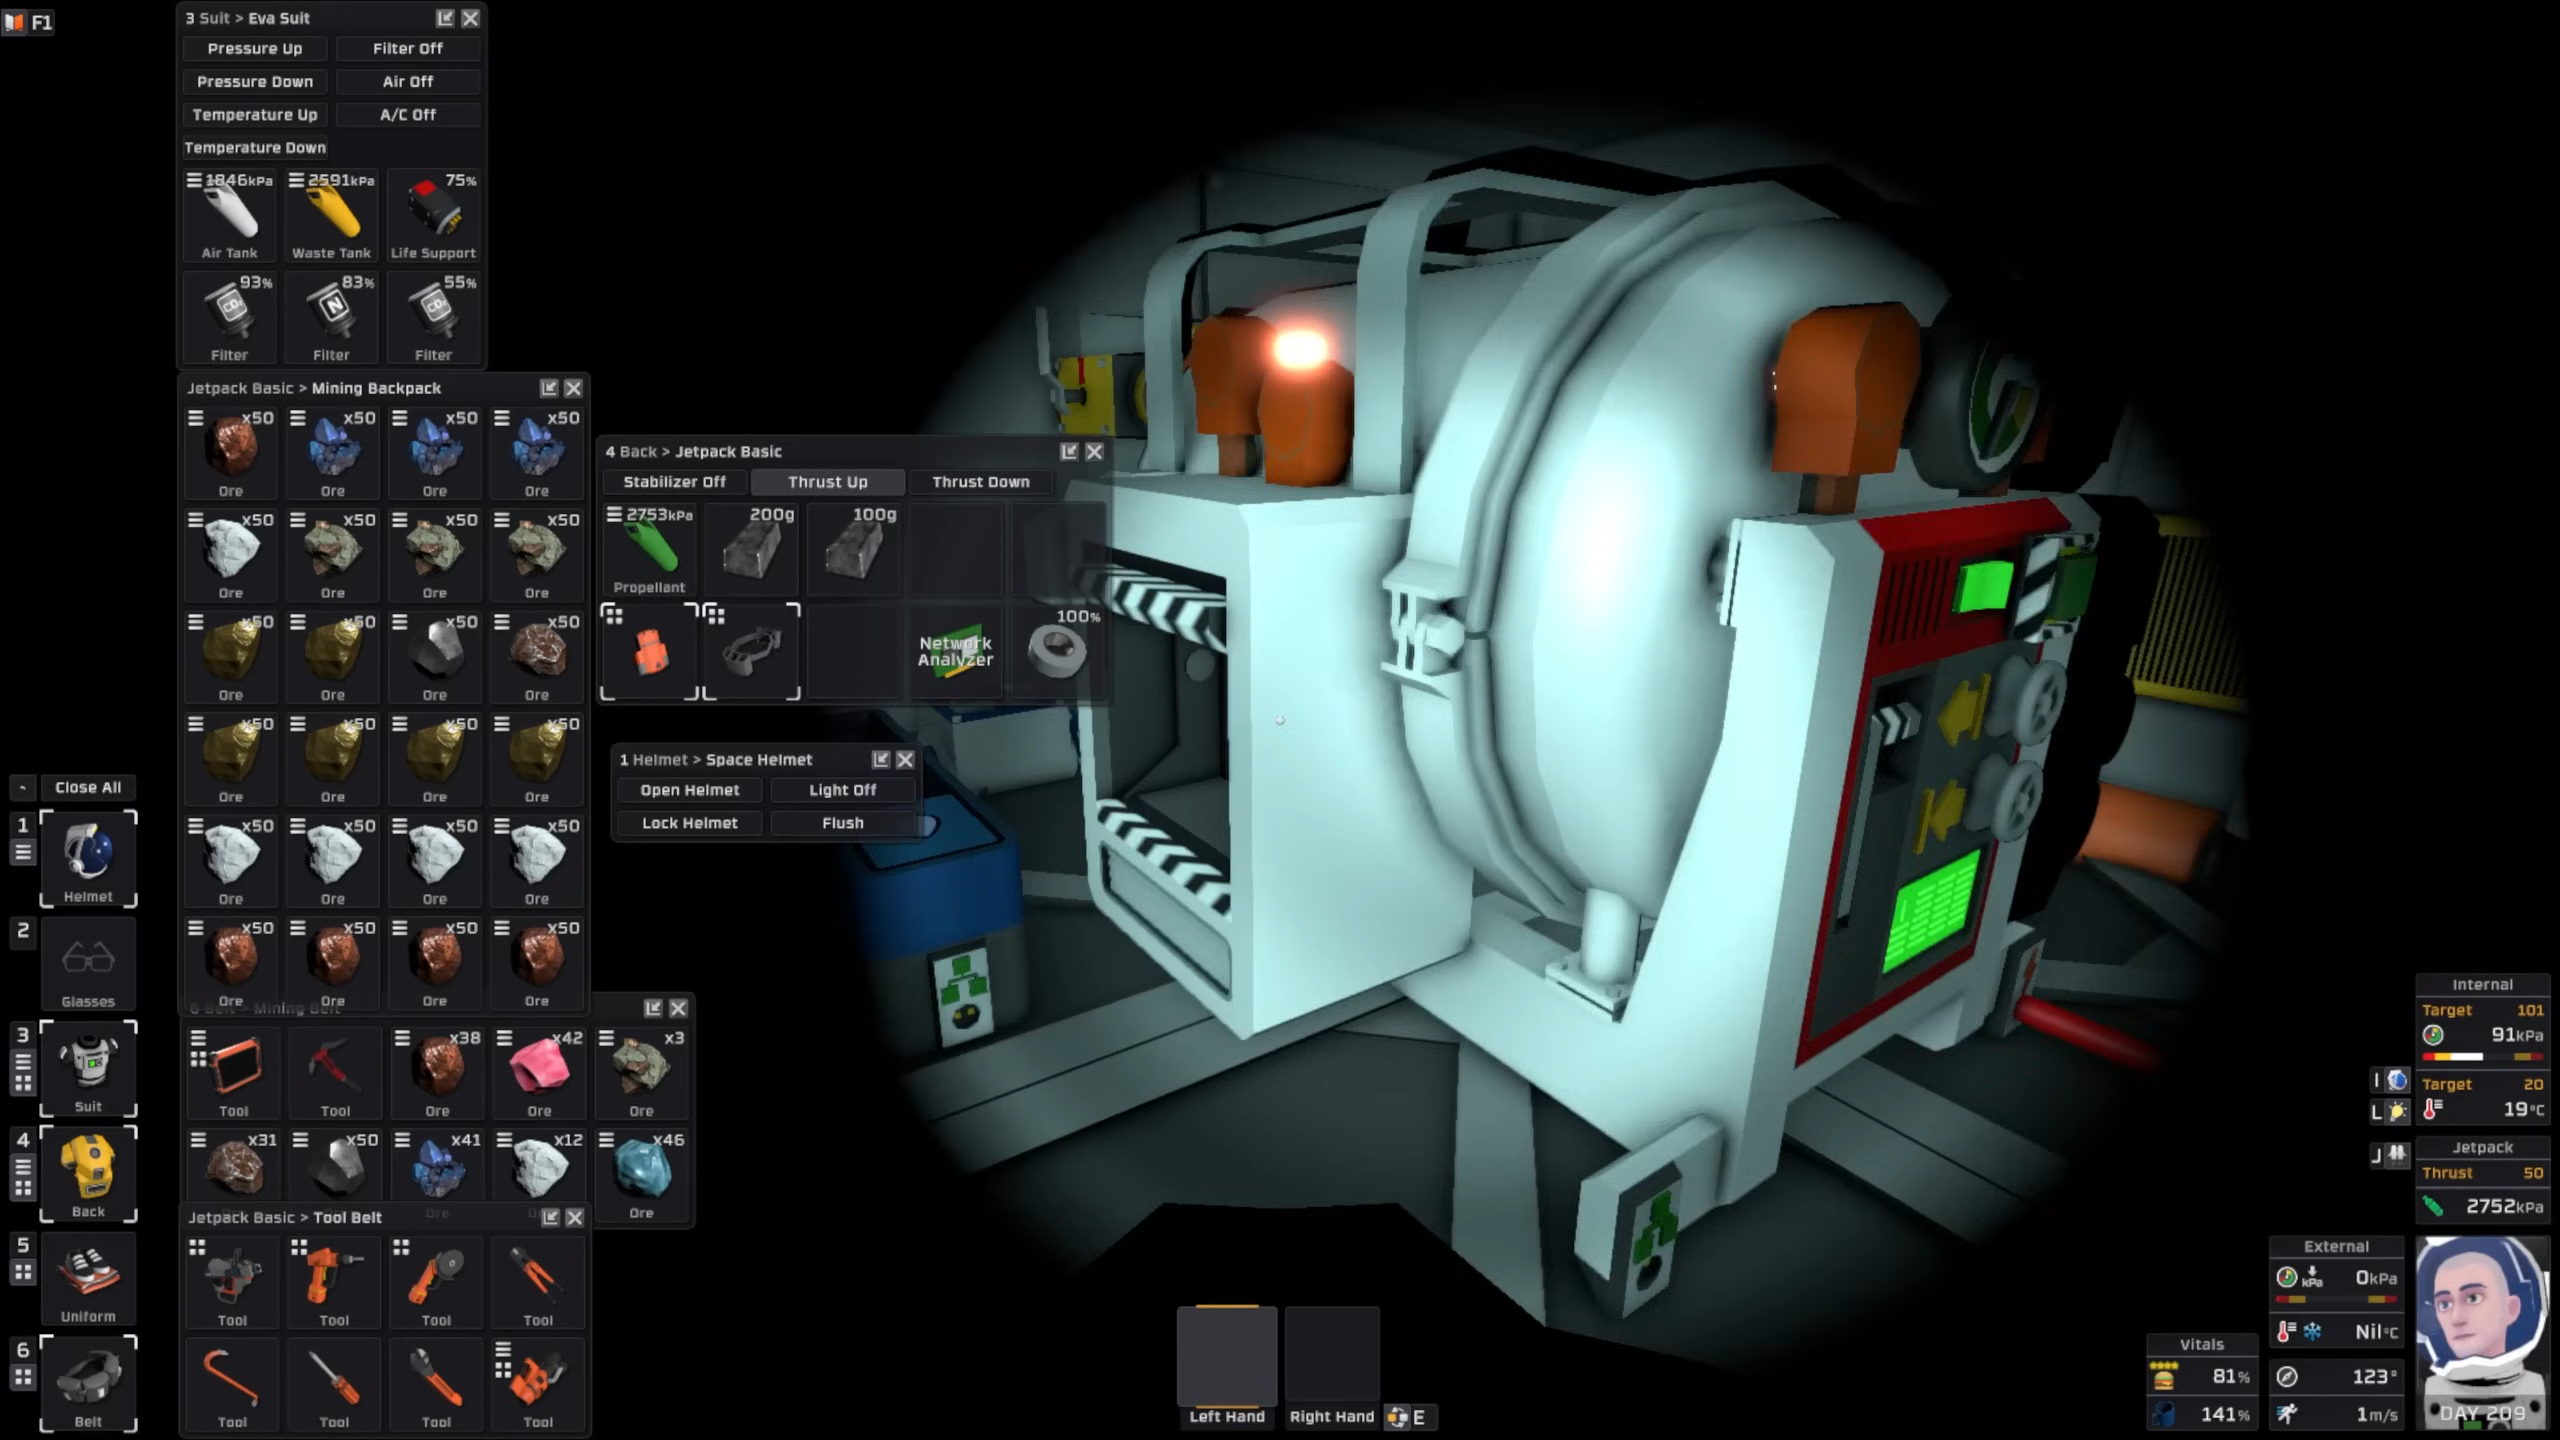 F1
3 Suit > Eva Suit
Pressure Up Filter Off
Pressure Down Air Off
Temperature Up A/C Off
Temperature Down
1846kPa 2591kPa 75%
Air Tank Waste Tank Life Support
93% 83% 55%
CO2 N CO2
Filter Filter Filter
Jetpack Basic > Mining Backpack
x50 x50 x50 x50
Ore Ore Ore Ore
x50 x50 x50 x50
Ore Ore Ore Ore
x50 x50 x50 x50
Ore Ore Ore Ore
x50 x50 x50 x50
Ore Ore Ore Ore
x50 x50 x50 x50
Ore Ore Ore Ore
x50 x50 x50 x50
Ore Ore Ore Ore
4 Back > Jetpack Basic
Stabilizer Off Thrust Up Thrust Down
2753kPa 200g 100g
Propellant
100%
Network
Analyzer
1 Helmet > Space Helmet
Open Helmet Light Off
Lock Helmet Flush
~ Close All
1 Helmet
2 Glasses
3 Suit
4 Back
5 Uniform
6 Belt
6 Belt > Mining Belt
x38 x42 x3
Tool Tool Ore Ore Ore
x31 x50 x41 x12 x46
Ore
Jetpack Basic > Tool Belt
Tool Tool Tool Tool
Tool Tool Tool Tool
Left Hand Right Hand E
Internal
Target 101
91kPa
Target 20
19°C
I
L
J
Jetpack
Thrust 50
2752kPa
External
kPa 0kPa
Nil°C
123°
1m/s
Vitals
81%
141%
DAY 209